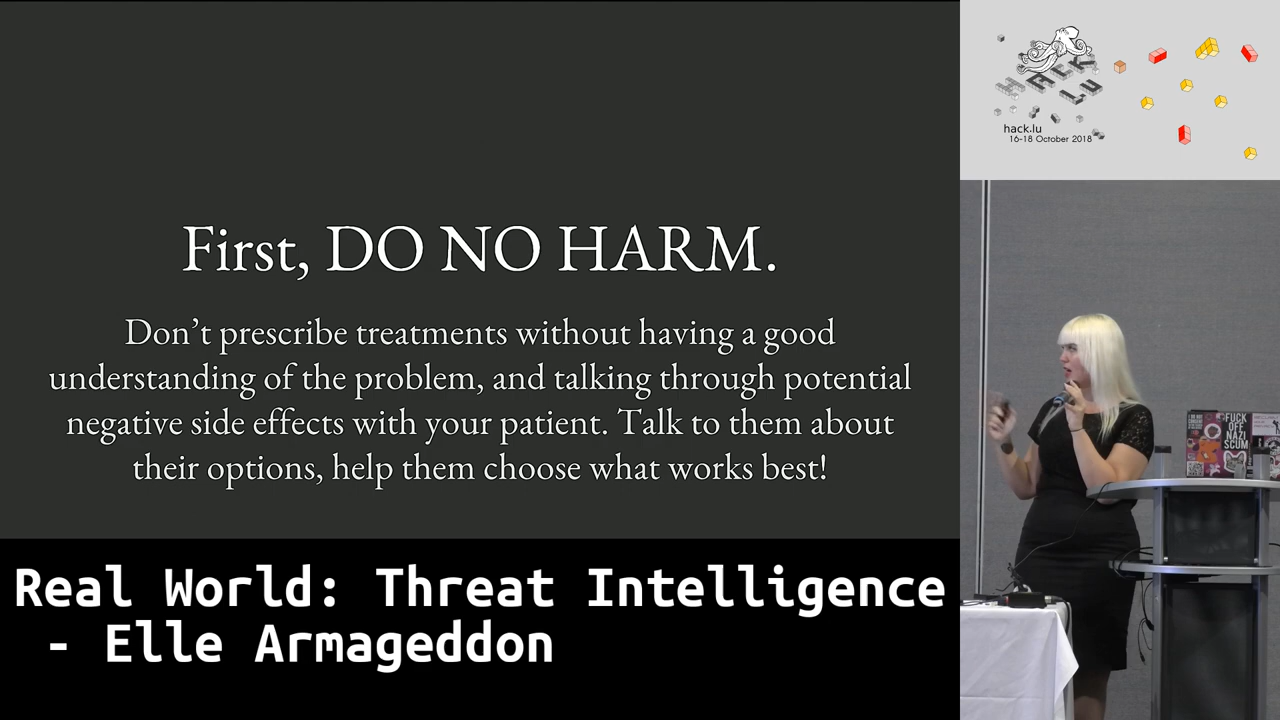 First, DO NO HARM.
Don’t prescribe treatments without having a good
understanding of the problem, and talking through potential
negative side effects with your patient. Talk to them about
their options, help them choose what works best!
Real World: Threat Intelligence
- Elle Armageddon
HACK
LU
hack.lu
16-18 October 2018
FUCK
OFF
NAZI
SCUM